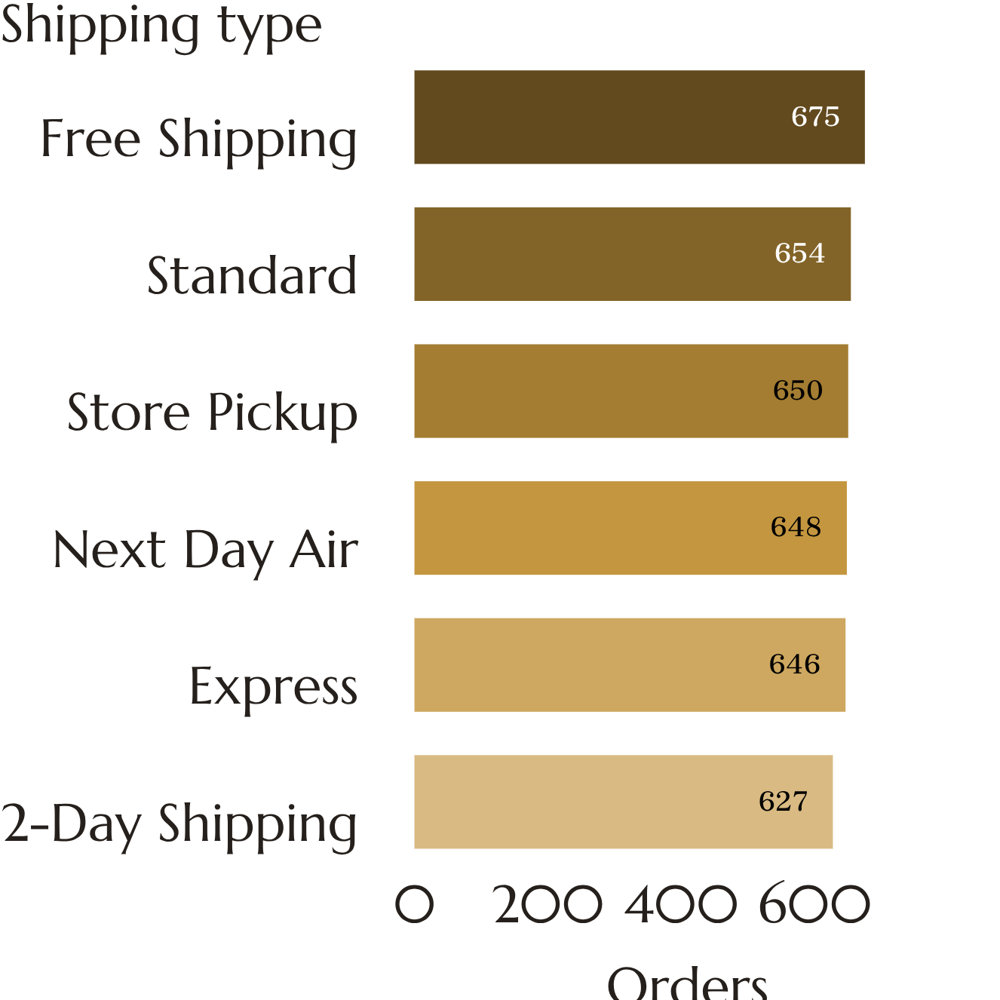 Shipping type
Free Shipping 675
Standard 654
Store Pickup 650
Next Day Air 648
Express 646
2-Day Shipping 627
0 200 400 600
Orders